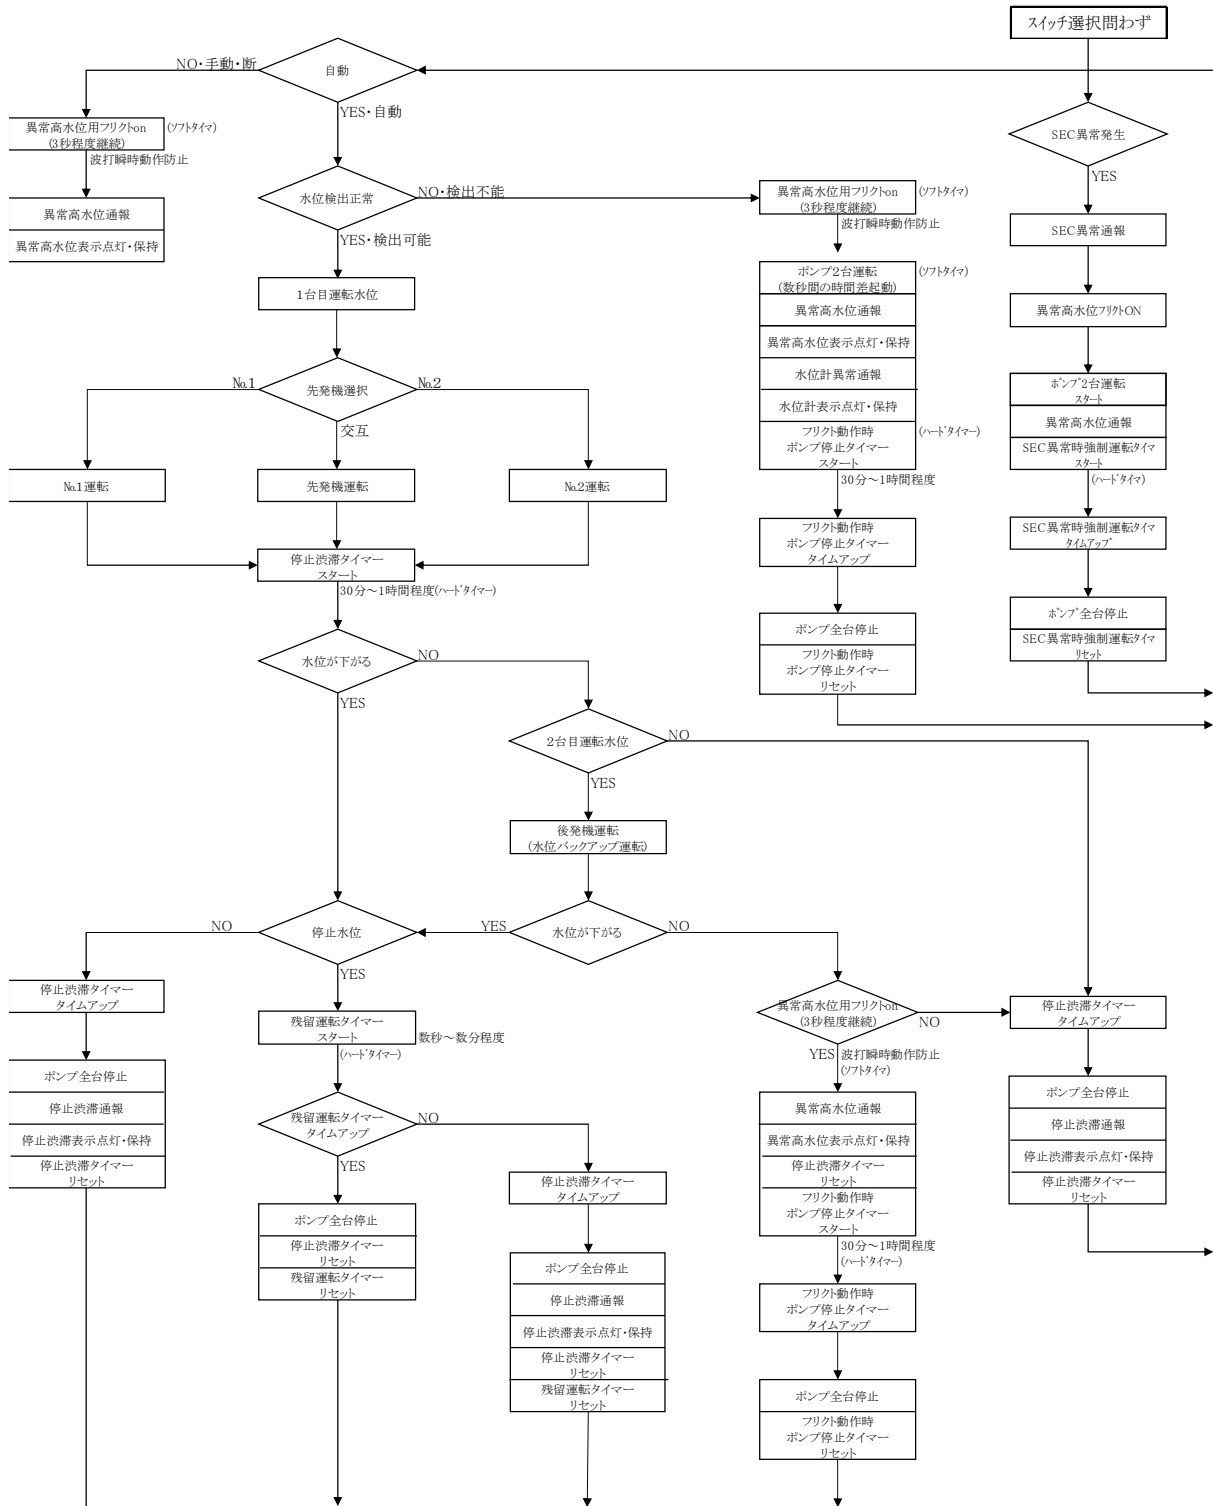 スイッチ選択問わず
自動
NO・手動・断
YES・自動
異常高水位用フリクトon
(3秒程度継続)
(ソフトタイマ)
波打瞬時動作防止
異常高水位通報
異常高水位表示点灯・保持
水位検出正常
NO・検出不能
YES・検出可能
1台目運転水位
先発機選択
№1
№2
交互
№1運転
先発機運転
№2運転
停止渋滞タイマー
スタート
30分～1時間程度(ハードタイマー)
水位が下がる
NO
YES
2台目運転水位
NO
YES
後発機運転
(水位バックアップ運転)
水位が下がる
YES
NO
停止水位
NO
YES
停止渋滞タイマー
タイムアップ
ポンプ全台停止
停止渋滞通報
停止渋滞表示点灯・保持
停止渋滞タイマー
リセット
残留運転タイマー
スタート
数秒～数分程度
(ハードタイマー)
残留運転タイマー
タイムアップ
NO
YES
ポンプ全台停止
停止渋滞タイマー
リセット
残留運転タイマー
リセット
停止渋滞タイマー
タイムアップ
ポンプ全台停止
停止渋滞通報
停止渋滞表示点灯・保持
停止渋滞タイマー
リセット
残留運転タイマー
リセット
異常高水位用フリクトon
(3秒程度継続)
(ソフトタイマ)
波打瞬時動作防止
ポンプ2台運転
(数秒間の時間差起動)
(ソフトタイマ)
異常高水位通報
異常高水位表示点灯・保持
水位計異常通報
水位計表示点灯・保持
フリクト動作時
ポンプ停止タイマー
スタート
(ハードタイマー)
30分～1時間程度
フリクト動作時
ポンプ停止タイマー
タイムアップ
ポンプ全台停止
フリクト動作時
ポンプ停止タイマー
リセット
異常高水位用フリクトon
(3秒程度継続)
NO
YES
波打瞬時動作防止
(ソフトタイマ)
異常高水位通報
異常高水位表示点灯・保持
停止渋滞タイマー
リセット
フリクト動作時
ポンプ停止タイマー
スタート
30分～1時間程度
(ハードタイマー)
フリクト動作時
ポンプ停止タイマー
タイムアップ
ポンプ全台停止
フリクト動作時
ポンプ停止タイマー
リセット
SEC異常発生
YES
SEC異常通報
異常高水位フリクトON
ポンプ2台運転
スタート
異常高水位通報
SEC異常時強制運転タイマ
スタート
(ハードタイマ)
SEC異常時強制運転タイマ
タイムアップ
ポンプ全台停止
SEC異常時強制運転タイマ
リセット
停止渋滞タイマー
タイムアップ
ポンプ全台停止
停止渋滞通報
停止渋滞表示点灯・保持
停止渋滞タイマー
リセット